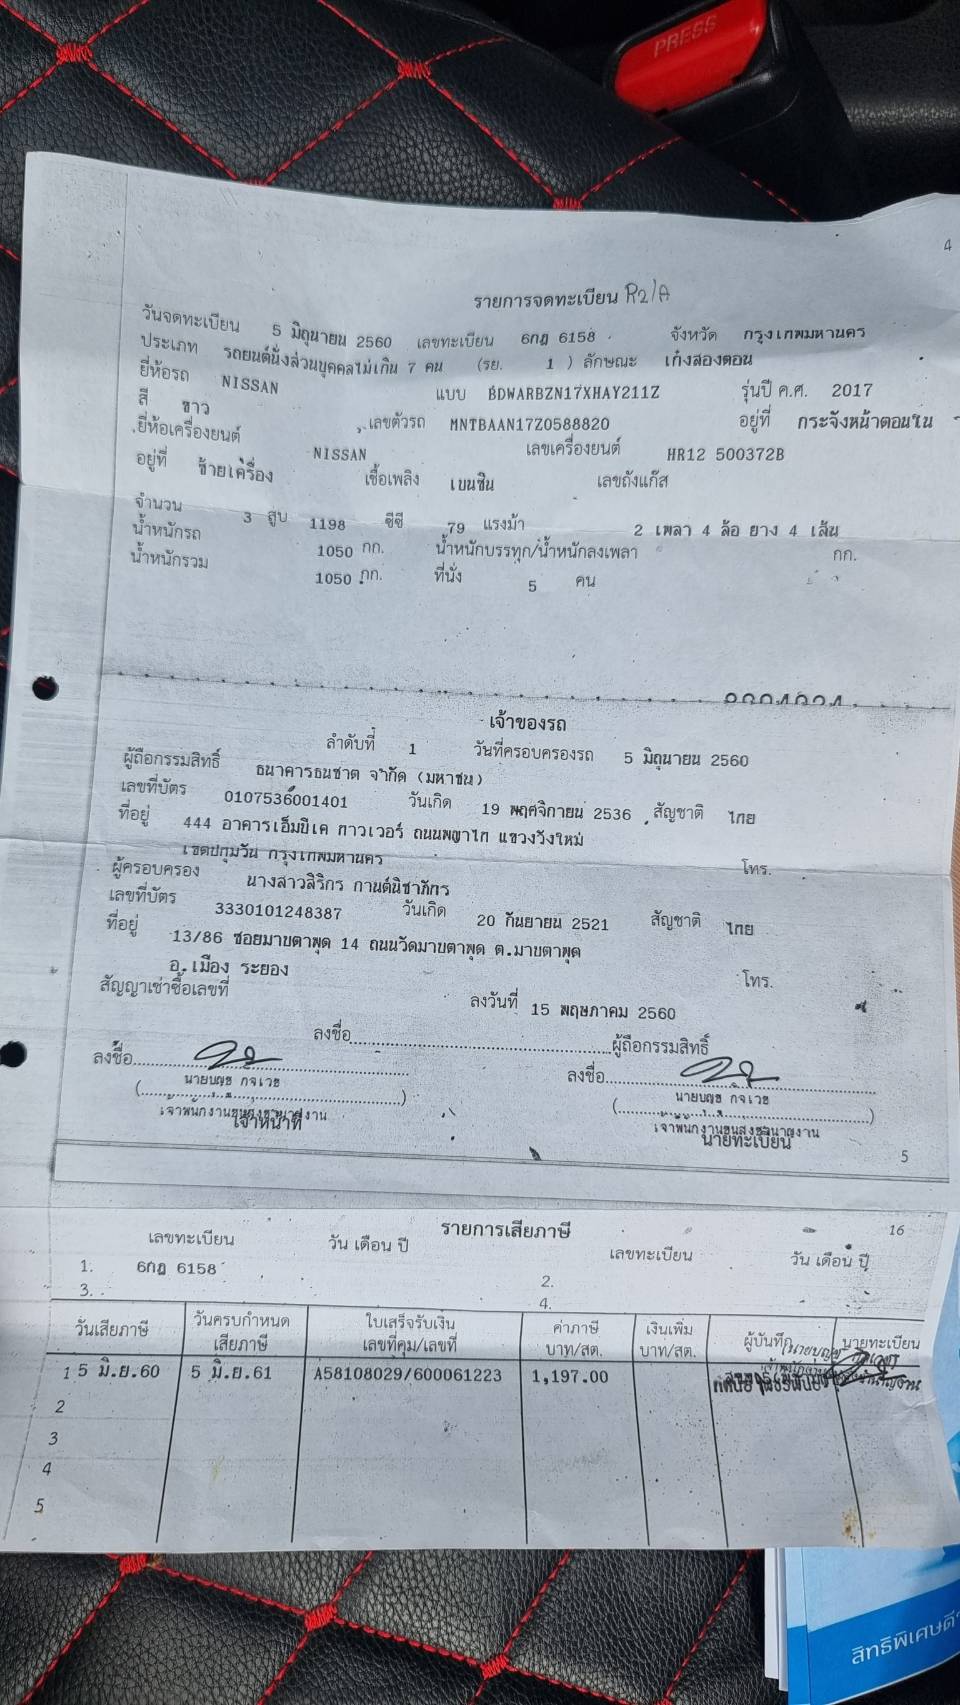 PRESS
4
รายการจดทะเบียน R2/A
วันจดทะเบียน 5 มิถุนายน 2560 เลขทะเบียน 6กฎ 6158 จังหวัด กรุงเทพมหานคร
ประเภท รถยนต์นั่งส่วนบุคคลไม่เกิน 7 คน (รย. 1 ) ลักษณะ เก๋งสองตอน
ยี่ห้อรถ NISSAN แบบ BDWARBZN17XHAY211Z รุ่นปี ค.ศ. 2017
สี ขาว เลขตัวรถ MNTBAAN17Z0588820 อยู่ที่ กระจังหน้าตอนใน
ยี่ห้อเครื่องยนต์ NISSAN เลขเครื่องยนต์ HR12 500372B
อยู่ที่ ซ้ายเครื่อง เชื้อเพลิง เบนซิน เลขถังแก๊ส
จำนวน 3 สูบ 1198 ซีซี 79 แรงม้า 2 เพลา 4 ล้อ ยาง 4 เส้น
น้ำหนักรถ 1050 กก. น้ำหนักบรรทุก/น้ำหนักลงเพลา กก.
น้ำหนักรวม 1050 กก. ที่นั่ง 5 คน
เจ้าของรถ
ลำดับที่ 1 วันที่ครอบครองรถ 5 มิถุนายน 2560
ผู้ถือกรรมสิทธิ์ ธนาคารธนชาต จำกัด (มหาชน)
เลขที่บัตร 0107536001401 วันเกิด 19 พฤศจิกายน 2536 สัญชาติ ไทย
ที่อยู่ 444 อาคารเอ็มบีเค ทาวเวอร์ ถนนพญาไท แขวงวังใหม่
เขตปทุมวัน กรุงเทพมหานคร โทร.
ผู้ครอบครอง นางสาวสิริกร กานต์นิชาภัทร
เลขที่บัตร 3330101248387 วันเกิด 20 กันยายน 2521 สัญชาติ ไทย
ที่อยู่ 13/86 ซอยมาบตาพุด 14 ถนนวัดมาบตาพุด ต.มาบตาพุด
อ.เมือง ระยอง โทร.
สัญญาเช่าซื้อเลขที่ ลงวันที่ 15 พฤษภาคม 2560
ลงชื่อ ผู้ถือกรรมสิทธิ์
ลงชื่อ ลงชื่อ
( ) ( )
เจ้าพนักงานขนส่งชำนาญงาน เจ้าพนักงานขนส่งชำนาญงาน
เจ้าหน้าที่ นายทะเบียน
5
รายการเสียภาษี 16
เลขทะเบียน วัน เดือน ปี เลขทะเบียน วัน เดือน ปี
1. 6กฎ 6158 2.
3. 4.
วันเสียภาษี วันครบกำหนดเสียภาษี ใบเสร็จรับเงิน เลขที่คุม/เลขที่ ค่าภาษี บาท/สต. เงินเพิ่ม บาท/สต. ผู้บันทึก นายทะเบียน
1 5 มิ.ย.60 5 มิ.ย.61 A58108029/600061223 1,197.00
2
3
4
5